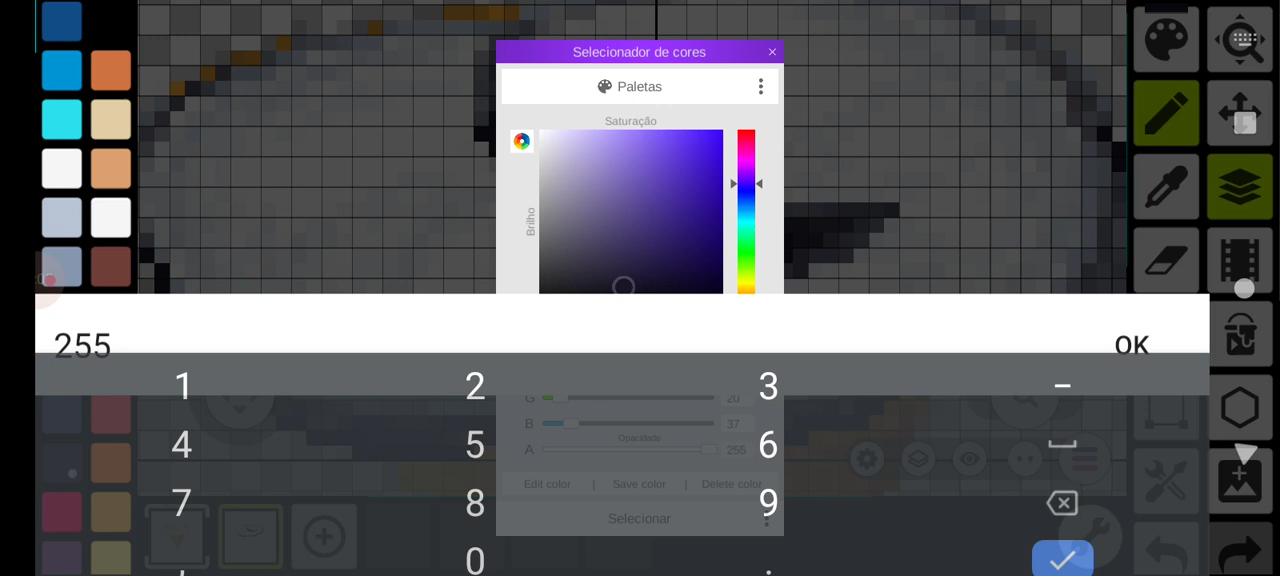 Selecionador de cores
Paletas
Saturação
Brilho
255 OK
1 2 3 –
G 20
B 37
4 5 6
Opacidade
A 255
Edit color | Save color | Delete color
7 8 9
Selecionar
, 0 .